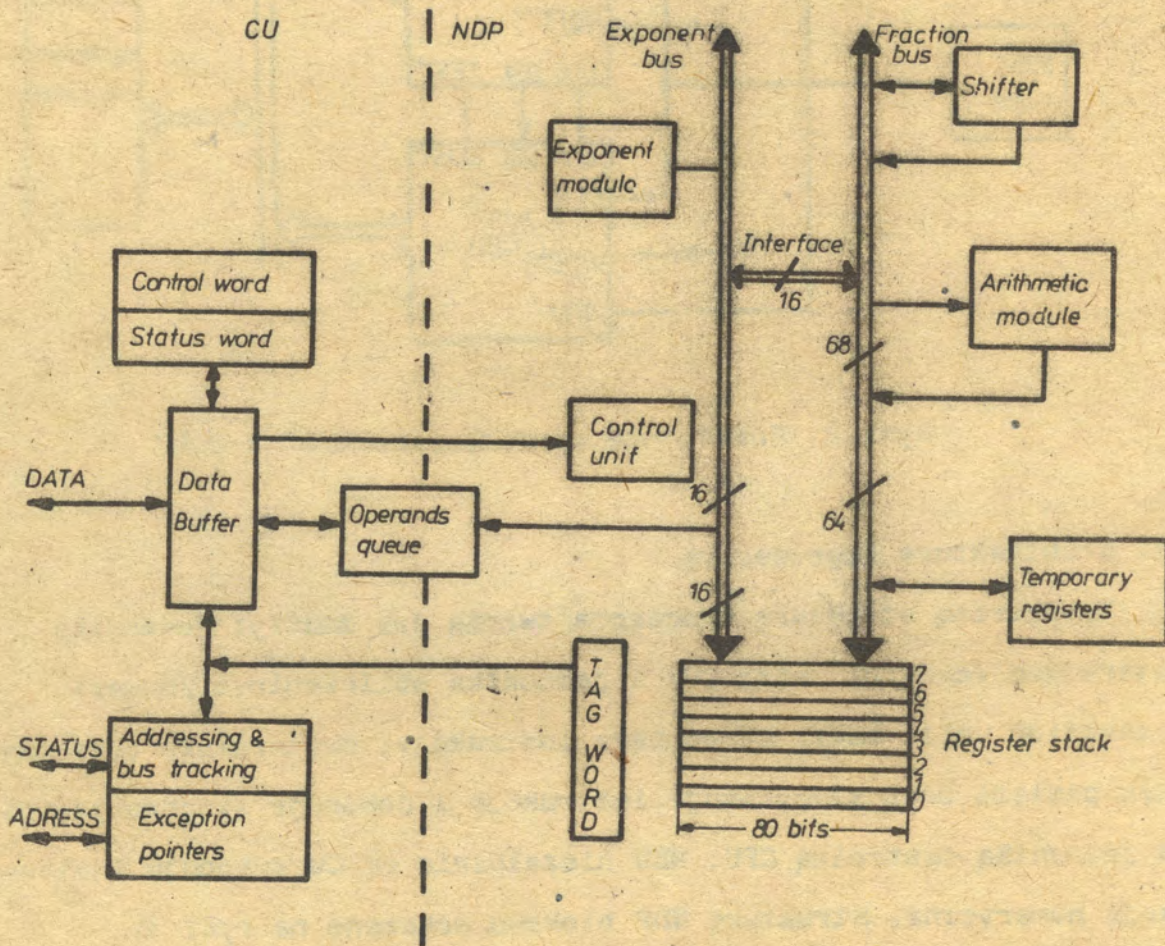 CU
NDP
Exponent
bus
Fraction
bus
Shifter
Exponent
module
Interface
16
Arithmetic
module
68
Control word
Status word
Control
unit
DATA
Data
Buffer
Operands
queue
16
64
16
Temporary
registers
TAG WORD
7
6
5
4
3
2
1
0
Register stack
80 bits
STATUS
Addressing &
bus tracking
ADRESS
Exception
pointers